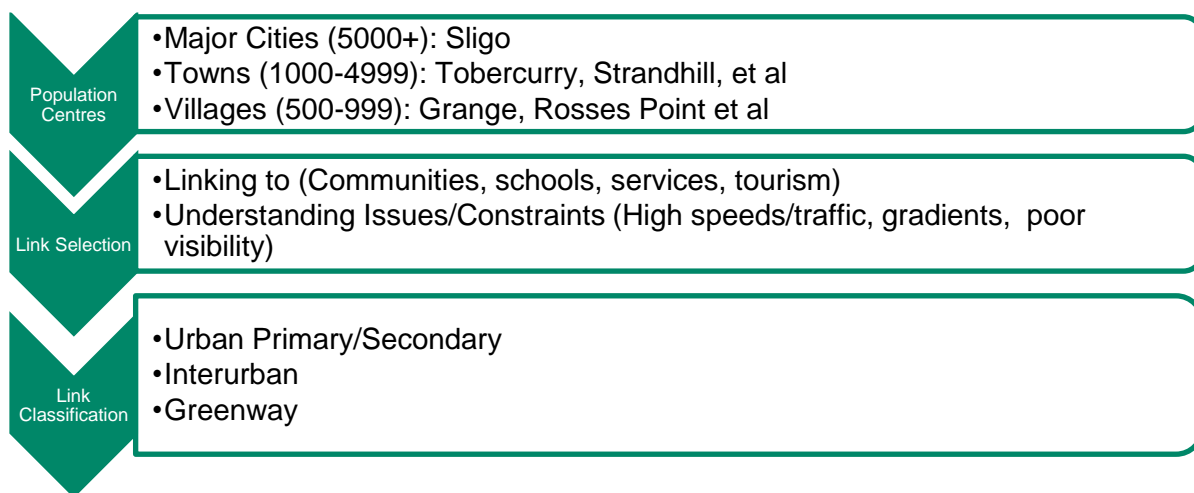 Population
Centres
•Major Cities (5000+): Sligo
•Towns (1000-4999): Tobercurry, Strandhill, et al
•Villages (500-999): Grange, Rosses Point et al
Link Selection
•Linking to (Communities, schools, services, tourism)
•Understanding Issues/Constraints (High speeds/traffic, gradients,  poor
visibility)
Link
Classification
•Urban Primary/Secondary
•Interurban
•Greenway